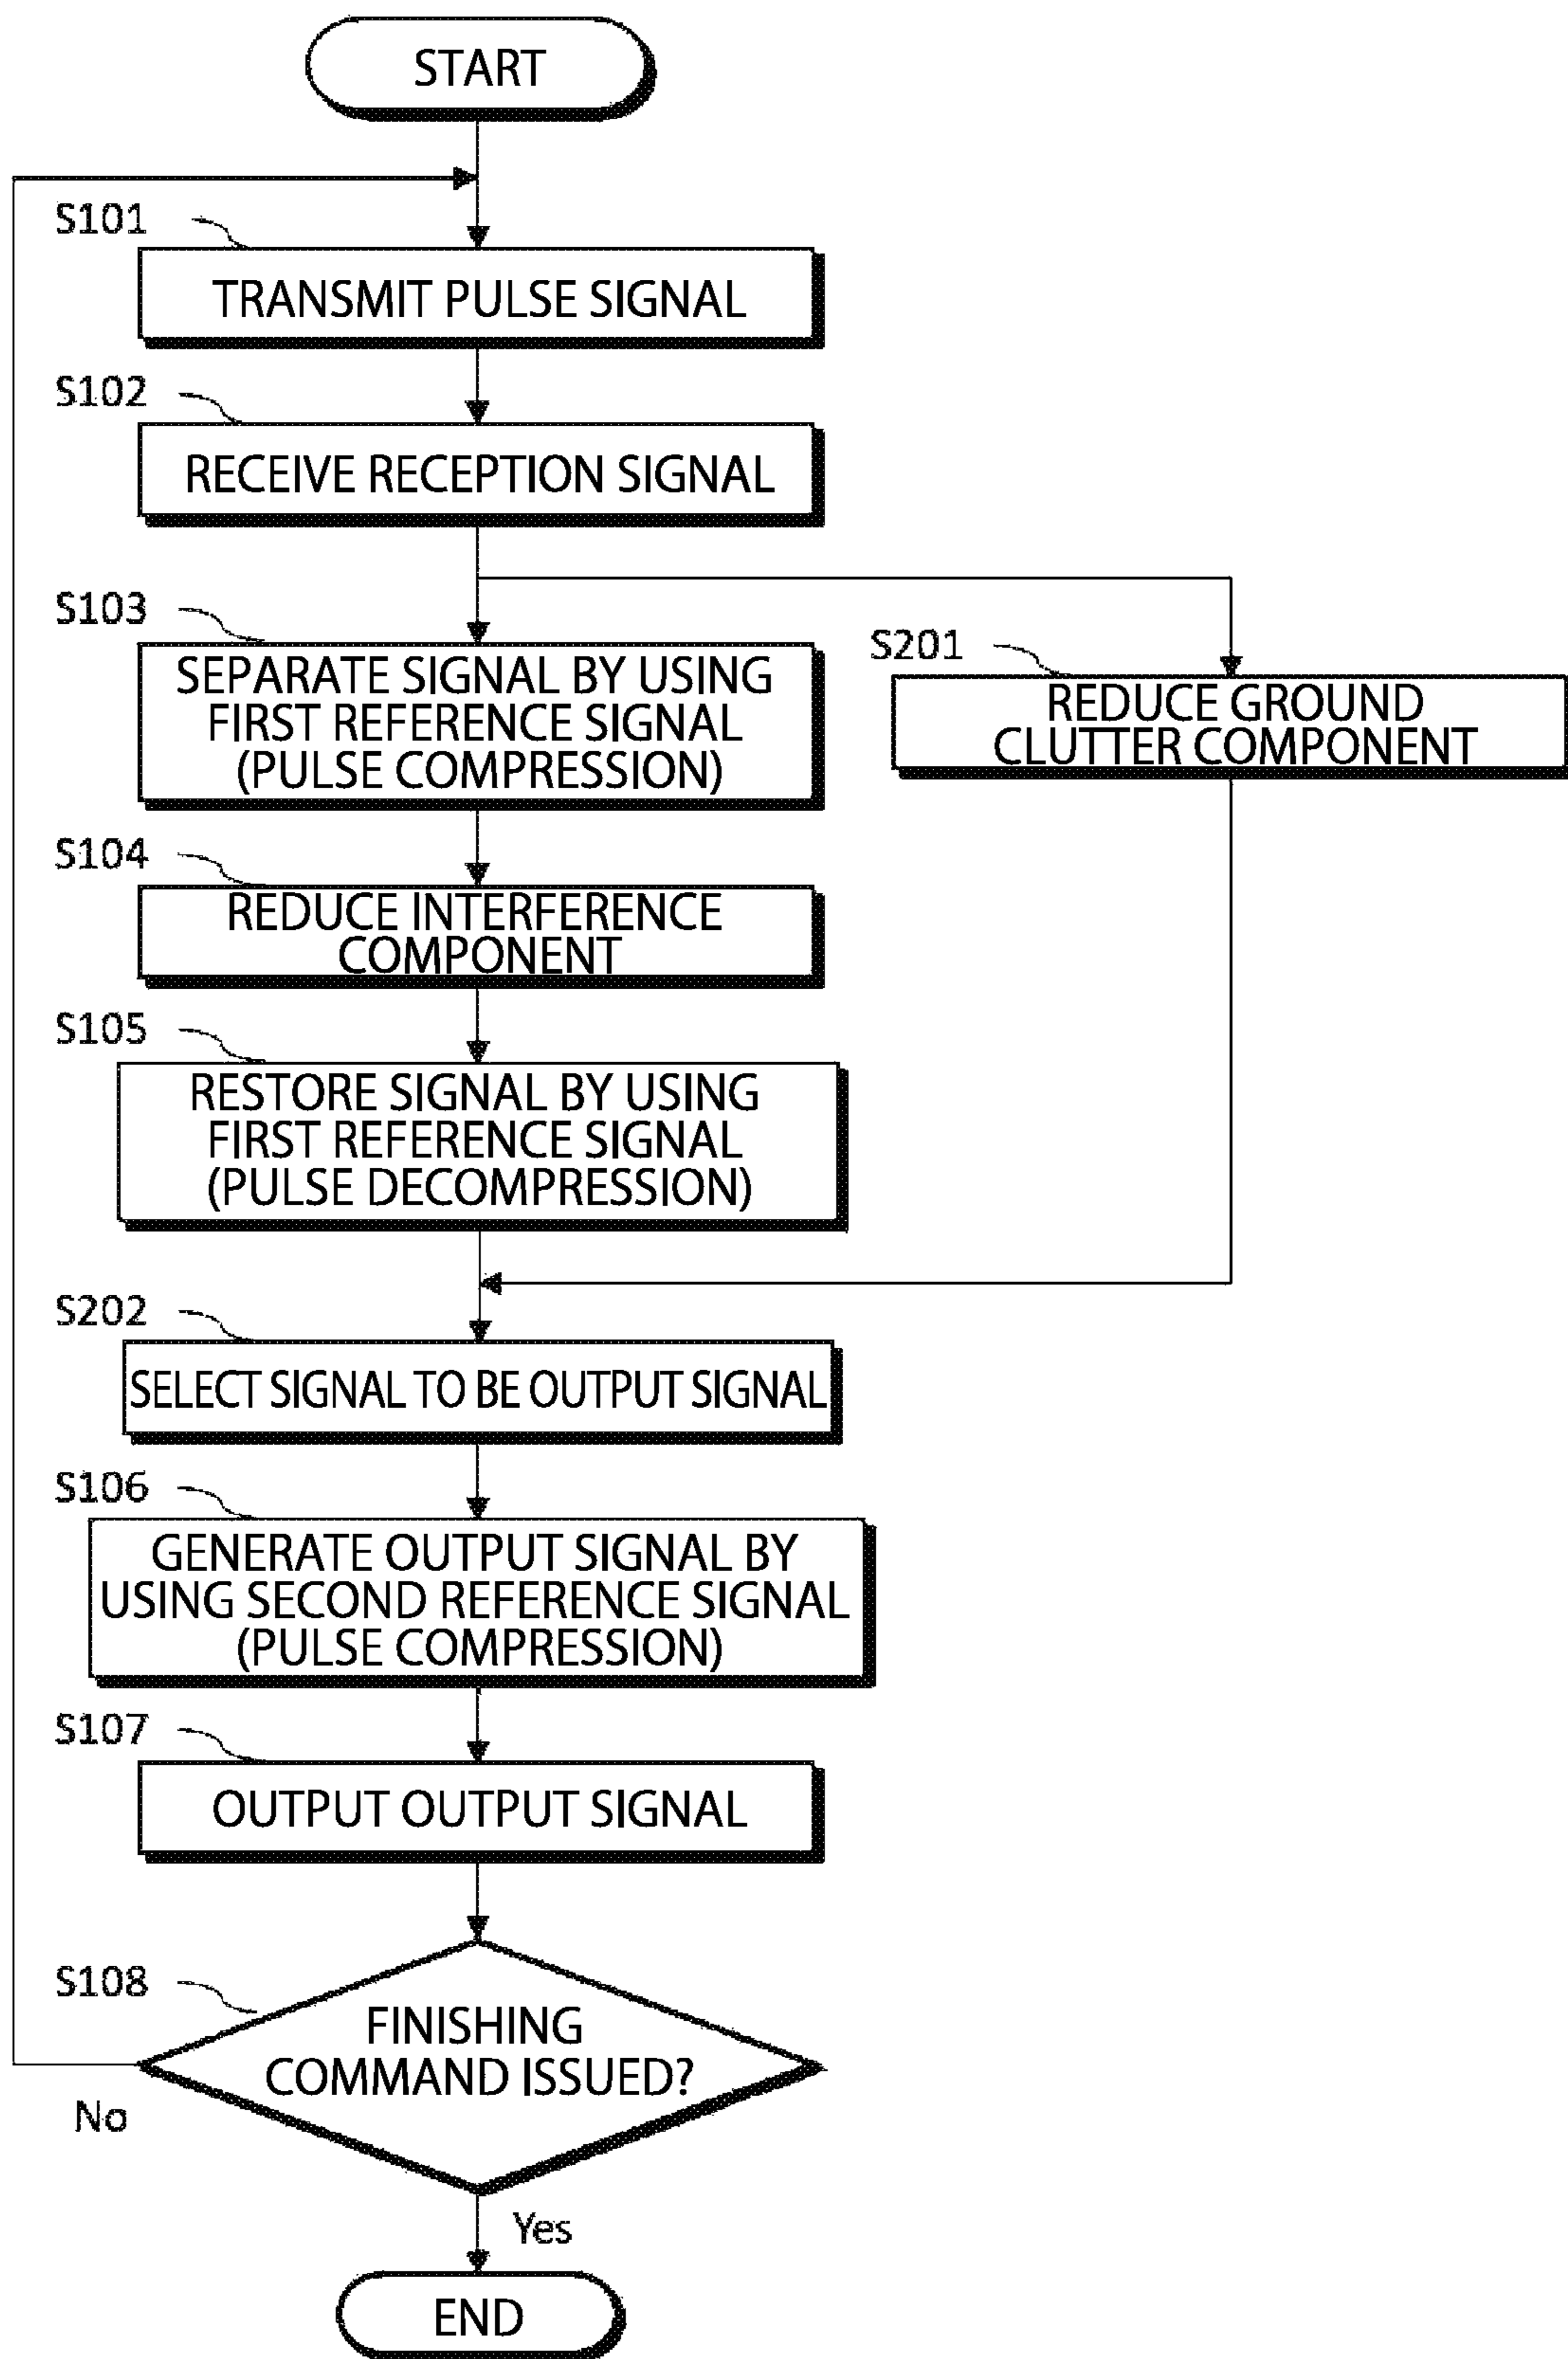 START
S101
TRANSMIT PULSE SIGNAL
S102
RECEIVE RECEPTION SIGNAL
S103
SEPARATE SIGNAL BY USING
FIRST REFERENCE SIGNAL
(PULSE COMPRESSION)
S201
REDUCE GROUND
CLUTTER COMPONENT
S104
REDUCE INTERFERENCE
COMPONENT
S105
RESTORE SIGNAL BY USING
FIRST REFERENCE SIGNAL
(PULSE DECOMPRESSION)
S202
SELECT SIGNAL TO BE OUTPUT SIGNAL
S106
GENERATE OUTPUT SIGNAL BY
USING SECOND REFERENCE SIGNAL
(PULSE COMPRESSION)
S107
OUTPUT OUTPUT SIGNAL
S108
FINISHING
COMMAND ISSUED?
No
Yes
END